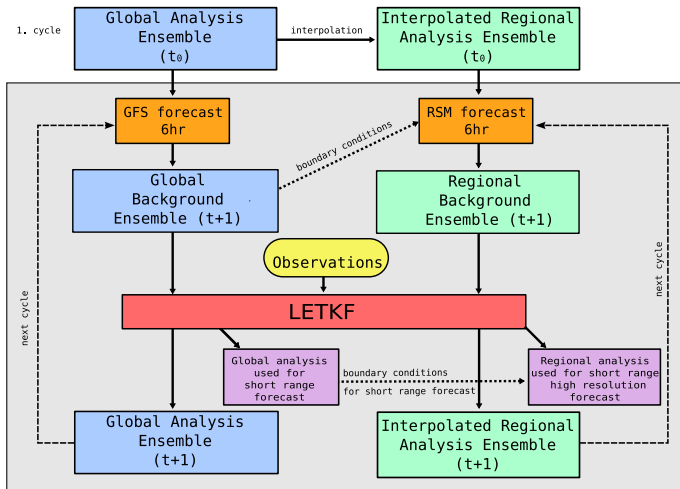 1. cycle
Global Analysis
Ensemble
(t₀)
interpolation
Interpolated Regional
Analysis Ensemble
(t₀)
GFS forecast
6hr
RSM forecast
6hr
boundary conditions
Global
Background
Ensemble (t+1)
Regional
Background
Ensemble (t+1)
Observations
next cycle
next cycle
LETKF
Global analysis
used for
short range
forecast
boundary conditions
for short range forecast
Regional analysis
used for short range
high resolution
forecast
Global Analysis
Ensemble
(t+1)
Interpolated Regional
Analysis Ensemble
(t+1)